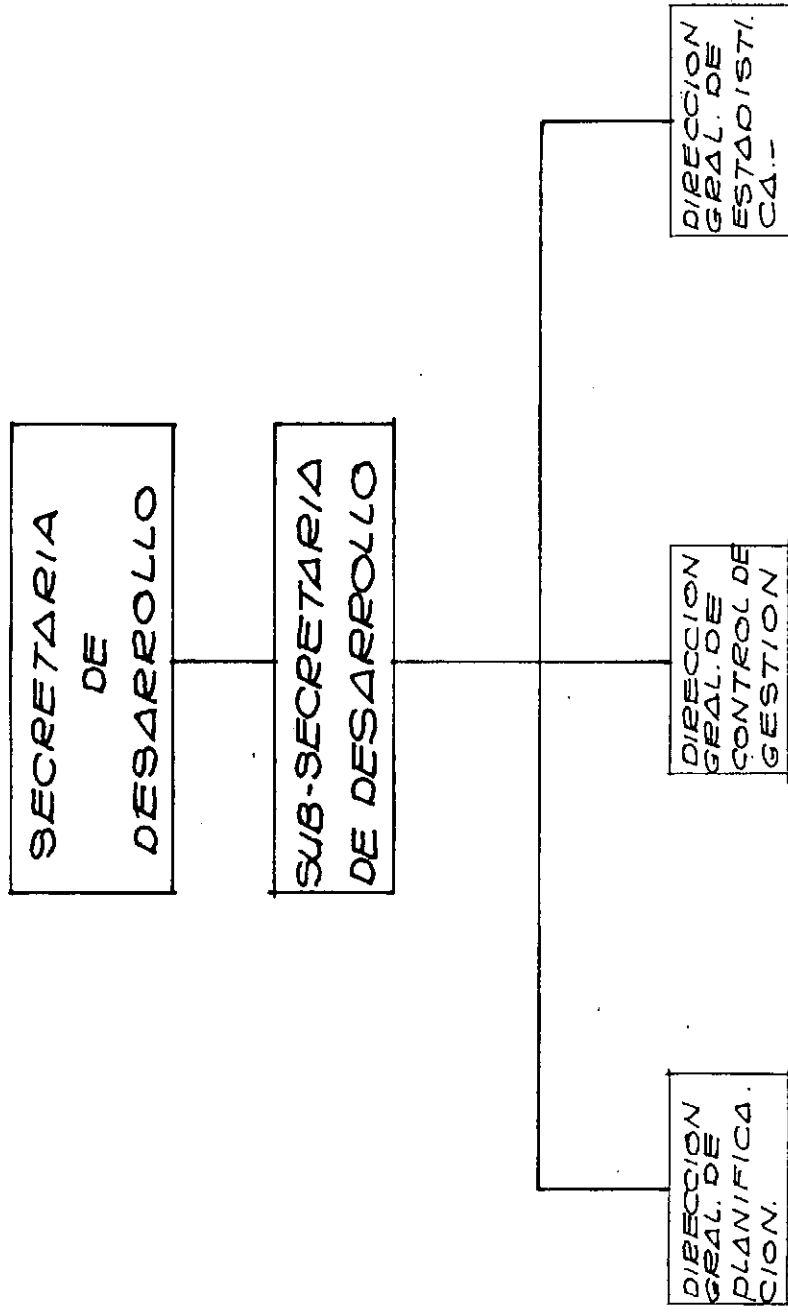 SECRETARIA
DE
DESARROLLO
SUB-SECRETARIA
DE DESARROLLO
DIRECCION
GRAL. DE
PLANIFICA.
CION.
DIRECCION
GRAL. DE
CONTROL DE
GESTION
DIRECCION
GRAL. DE
ESTADISTI.
CA.-